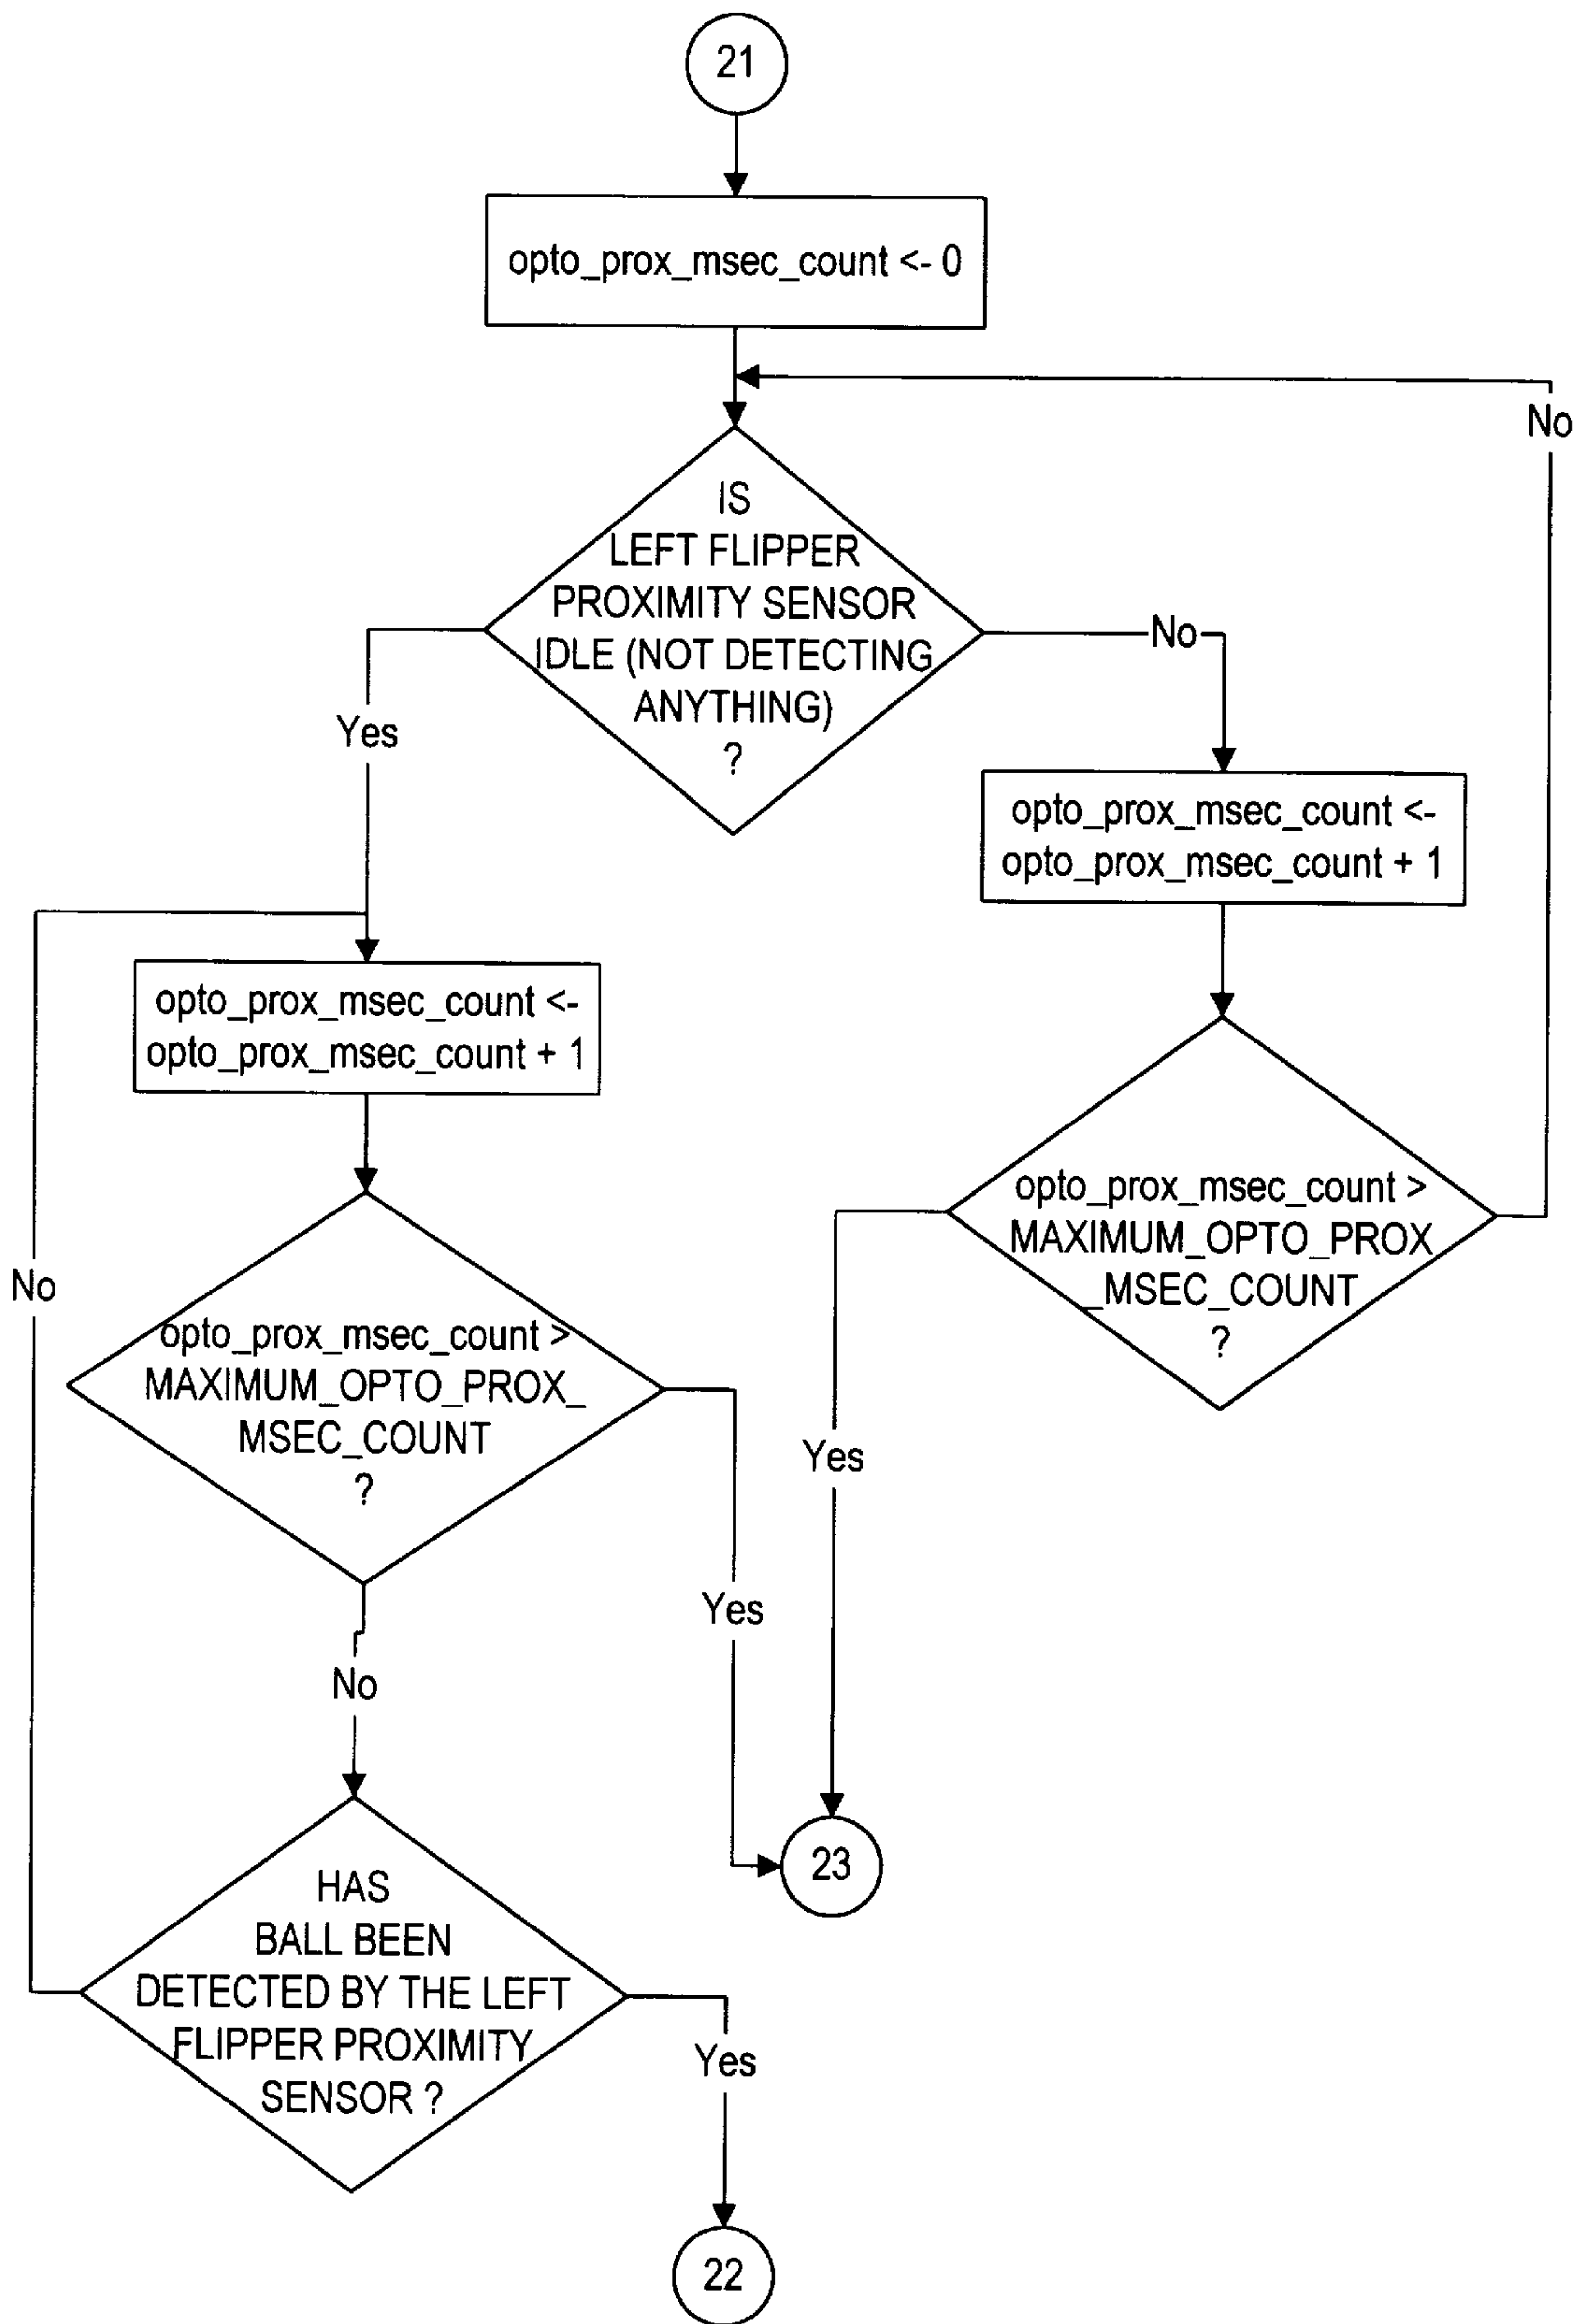 21
opto_prox_msec_count <- 0
No
IS
LEFT FLIPPER
PROXIMITY SENSOR
IDLE (NOT DETECTING
ANYTHING)
?
No
Yes
opto_prox_msec_count <-
opto_prox_msec_count + 1
opto_prox_msec_count <-
opto_prox_msec_count + 1
opto_prox_msec_count >
MAXIMUM_OPTO_PROX
_MSEC_COUNT
?
No
opto_prox_msec_count >
MAXIMUM_OPTO_PROX_
MSEC_COUNT
?
Yes
Yes
No
23
HAS
BALL BEEN
DETECTED BY THE LEFT
FLIPPER PROXIMITY
SENSOR ?
Yes
22